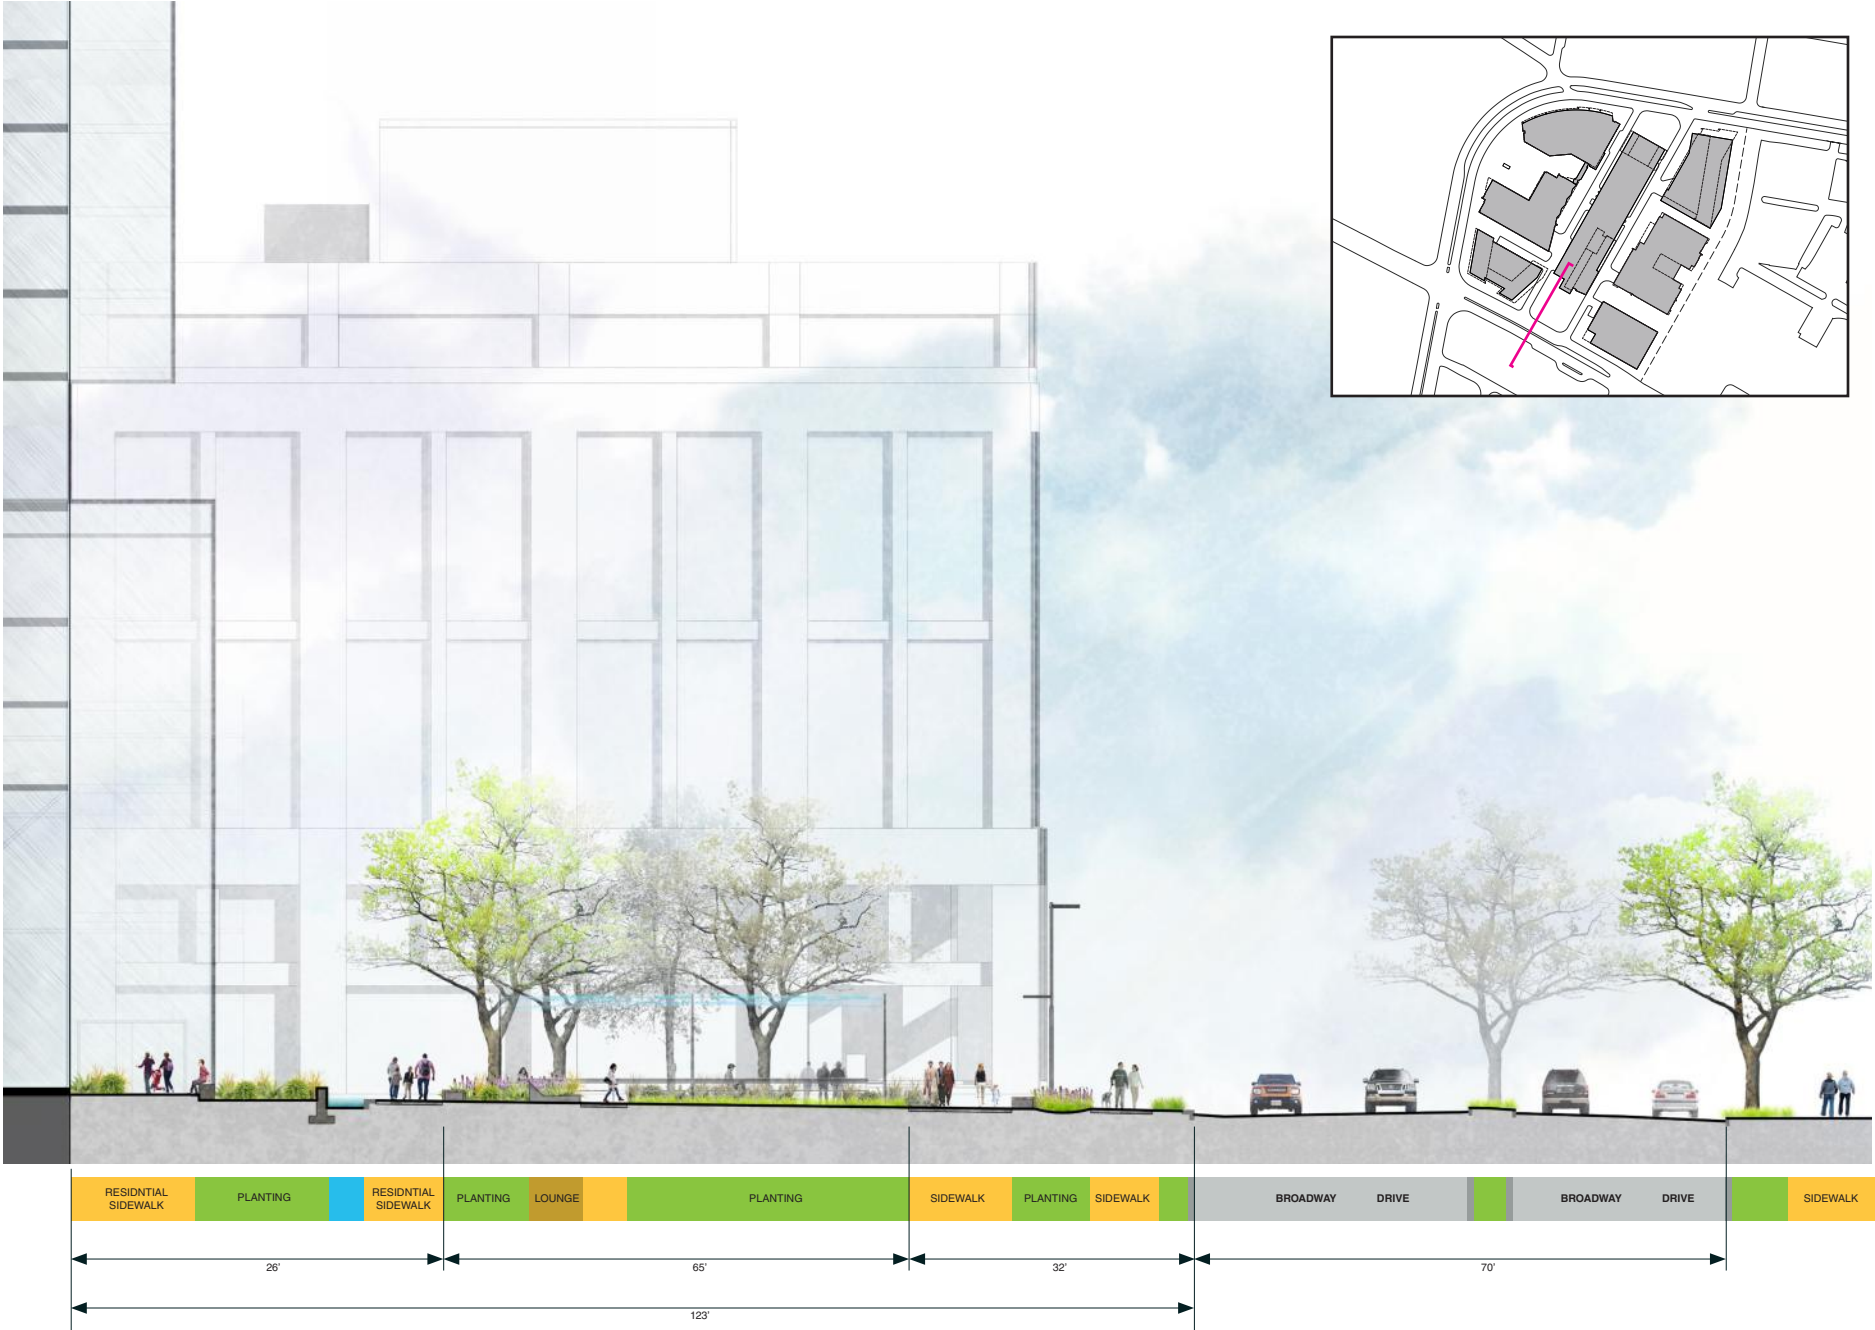 RESIDNTIAL
SIDEWALK
PLANTING
RESIDNTIAL
SIDEWALK
PLANTING
LOUNGE
PLANTING
SIDEWALK
PLANTING
SIDEWALK
BROADWAY DRIVE
BROADWAY DRIVE
SIDEWALK
26'
65'
32'
70'
123'